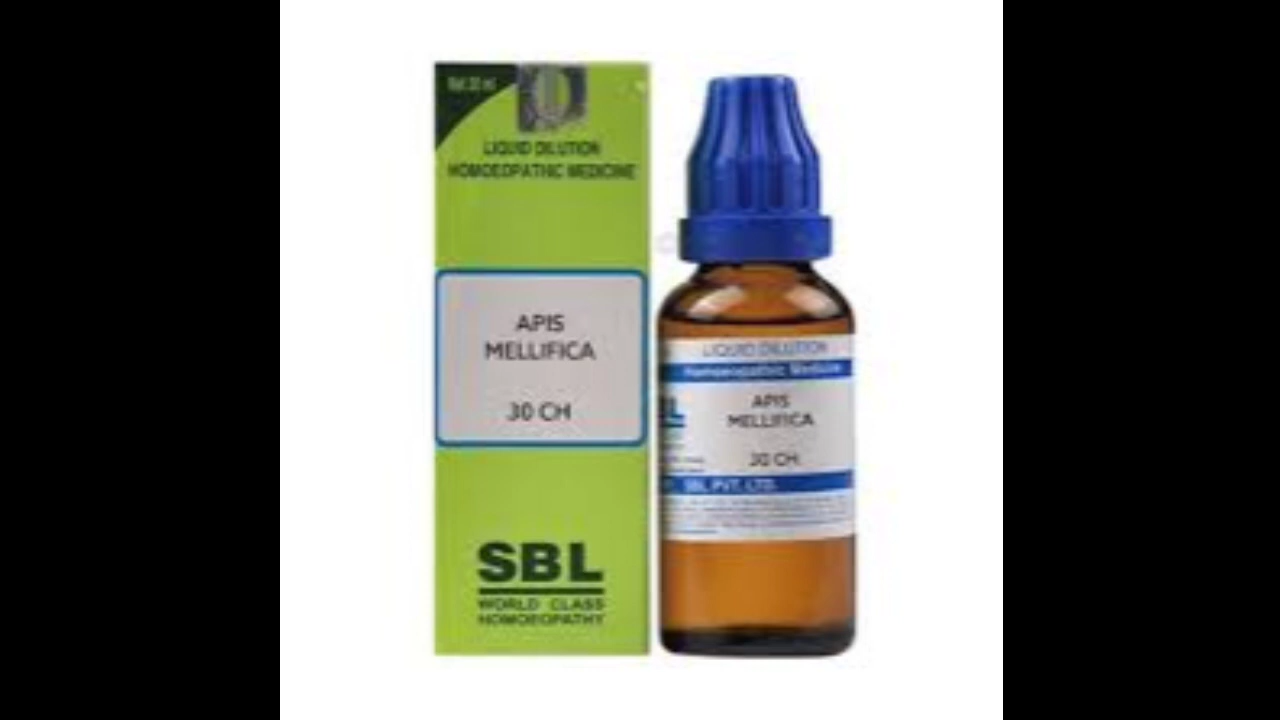 LIQUID DILUTION
HOMOEOPATHIC MEDICINE
APIS
MELLIFICA
30 CH
SBL
WORLD CLASS
HOMOEOPATHY
LIQUID DILUTION
Homoeopathic Medicine
APIS
MELLIFICA
30 CH
SBL PVT. LTD.